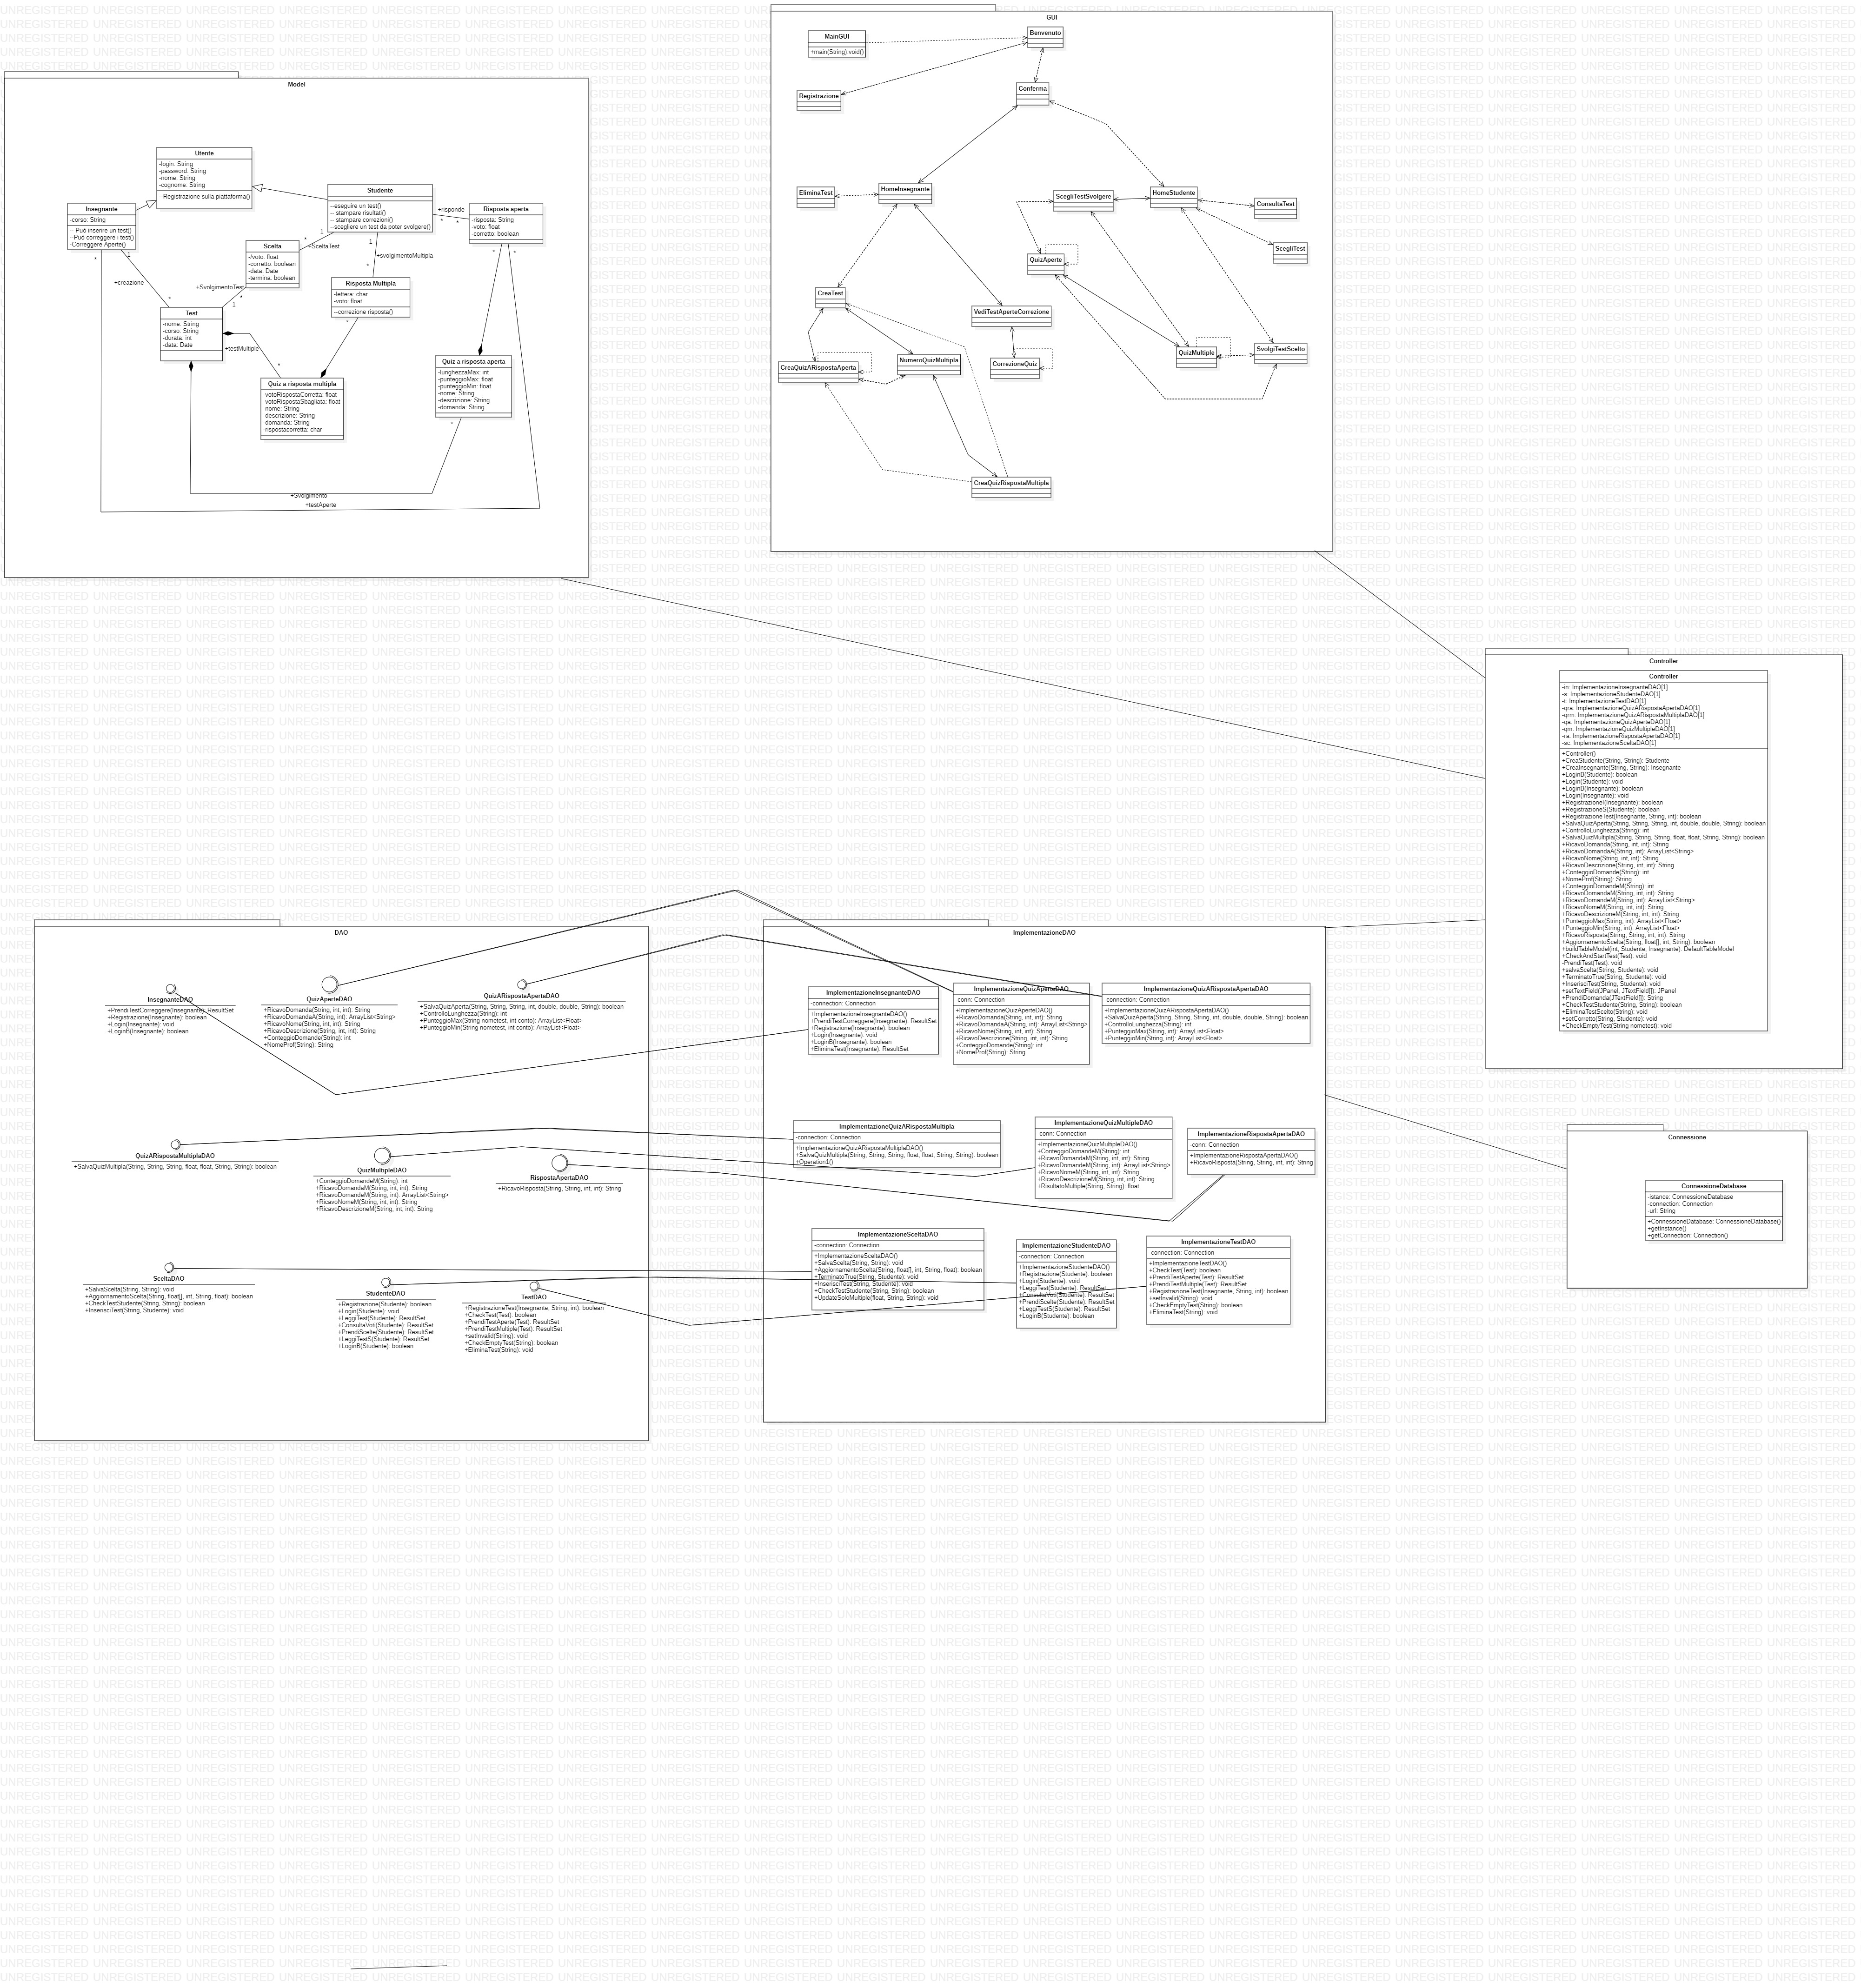 Model
Utente
-login: String
-password: String
-nome: String
-cognome: String
--Registrazione sulla piattaforma()
Insegnante
-corso: String
-- Può inserire un test()
--Può correggere i test()
-Correggere Aperte()
Studente
--eseguire un test()
-- stampare risultati()
-- stampare correzioni()
--scegliere un test da poter svolgere()
+risponde
*
*
Risposta aperta
-risposta: String
-voto: float
-corretto: boolean
*
*
Scelta
-/voto: float
-corretto: boolean
-data: Date
-termina: boolean
1
*
+SceltaTest
1
+svolgimentoMultipla
*
*
1
+creazione
*
+SvolgimentoTest
*
1
Risposta Multipla
-lettera: char
-voto: float
--correzione risposta()
*
Test
-nome: String
-corso: String
-durata: int
-data: Date
+testMultiple
*
Quiz a risposta multipla
-votoRispostaCorretta: float
-votoRispostaSbagliata: float
-nome: String
-descrizione: String
-domanda: String
-rispostacorretta: char
Quiz a risposta aperta
-lunghezzaMax: int
-punteggioMax: float
-punteggioMin: float
-nome: String
-descrizione: String
-domanda: String
*
+Svolgimento
+testAperte
GUI
MainGUI
+main(String):void()
Benvenuto
Registrazione
Conferma
EliminaTest
HomeInsegnante
ScegliTestSvolgere
HomeStudente
ConsultaTest
ScegliTest
QuizAperte
CreaTest
VediTestAperteCorrezione
CreaQuizARispostaAperta
NumeroQuizMultipla
CorrezioneQuiz
QuizMultiple
SvolgiTestScelto
CreaQuizRispostaMultipla
Controller
Controller
-in: ImplementazioneInsegnanteDAO[1]
-s: ImplementazioneStudenteDAO[1]
-t: ImplementazioneTestDAO[1]
-qra: ImplementazioneQuizARispostaApertaDAO[1]
-qrm: ImplementazioneQuizARispostaMultiplaDAO[1]
-qa: ImplementazioneQuizAperteDAO[1]
-qm: ImplementazioneQuizMultipleDAO[1]
-ra: ImplementazioneRispostaApertaDAO[1]
-sc: ImplementazioneSceltaDAO[1]
+Controller()
+CreaStudente(String, String): Studente
+CreaInsegnante(String, String): Insegnante
+LoginB(Studente): boolean
+Login(Studente): void
+LoginB(Insegnante): boolean
+Login(Insegnante): void
+RegistrazioneI(Insegnante): boolean
+RegistrazioneS(Studente): boolean
+RegistrazioneTest(Insegnante, String, int): boolean
+SalvaQuizAperta(String, String, String, int, double, double, String): boolean
+ControlloLunghezza(String): int
+SalvaQuizMultipla(String, String, String, float, float, String, String): boolean
+RicavoDomanda(String, int, int): String
+RicavoDomandaA(String, int): ArrayList<String>
+RicavoNome(String, int, int): String
+RicavoDescrizione(String, int, int): String
+ConteggioDomande(String): int
+NomeProf(String): String
+ConteggioDomandeM(String): int
+RicavoDomandaM(String, int, int): String
+RicavoDomandeM(String, int): ArrayList<String>
+RicavoNomeM(String, int, int): String
+RicavoDescrizioneM(String, int, int): String
+PunteggioMax(String, int): ArrayList<Float>
+PunteggioMin(String, int): ArrayList<Float>
+RicavoRisposta(String, String, int, int): String
+AggiornamentoScelta(String, float[], int, String): boolean
+buildTableModel(int, Studente, Insegnante): DefaultTableModel
+CheckAndStartTest(Test): void
-PrendiTest(Test): void
+salvaScelta(String, Studente): void
+TerminatoTrue(String, Studente): void
+InserisciTest(String, Studente): void
+setTextField(JPanel, JTextField[]): JPanel
+PrendiDomanda(JTextField[]): String
+CheckTestStudente(String, String): boolean
+EliminaTestScelto(String): void
+setCorretto(String, Studente): void
+CheckEmptyTest(String nometest): void
DAO
InsegnanteDAO
+PrendiTestCorreggere(Insegnante): ResultSet
+Registrazione(Insegnante): boolean
+Login(Insegnante): void
+LoginB(Insegnante): boolean
QuizAperteDAO
+RicavoDomanda(String, int, int): String
+RicavoDomandaA(String, int): ArrayList<String>
+RicavoNome(String, int, int): String
+RicavoDescrizione(String, int, int): String
+ConteggioDomande(String): int
+NomeProf(String): String
QuizARispostaApertaDAO
+SalvaQuizAperta(String, String, String, int, double, double, String): boolean
+ControlloLunghezza(String): int
+PunteggioMax(String nometest, int conto): ArrayList<Float>
+PunteggioMin(String nometest, int conto): ArrayList<Float>
QuizARispostaMultiplaDAO
+SalvaQuizMultipla(String, String, String, float, float, String, String): boolean
QuizMultipleDAO
+ConteggioDomandeM(String): int
+RicavoDomandaM(String, int, int): String
+RicavoDomandeM(String, int): ArrayList<String>
+RicavoNomeM(String, int, int): String
+RicavoDescrizioneM(String, int, int): String
RispostaApertaDAO
+RicavoRisposta(String, String, int, int): String
SceltaDAO
+SalvaScelta(String, String): void
+AggiornamentoScelta(String, float[], int, String, float): boolean
+CheckTestStudente(String, String): boolean
+InserisciTest(String, Studente): void
StudenteDAO
+Registrazione(Studente): boolean
+Login(Studente): void
+LeggiTest(Studente): ResultSet
+ConsultaVoti(Studente): ResultSet
+PrendiScelte(Studente): ResultSet
+LeggiTestS(Studente): ResultSet
+LoginB(Studente): boolean
TestDAO
+RegistrazioneTest(Insegnante, String, int): boolean
+CheckTest(Test): boolean
+PrendiTestAperte(Test): ResultSet
+PrendiTestMultiple(Test): ResultSet
+setInvalid(String): void
+CheckEmptyTest(String): boolean
+EliminaTest(String): void
ImplementazioneDAO
ImplementazioneInsegnanteDAO
-connection: Connection
+ImplementazioneInsegnanteDAO()
+PrendiTestCorreggere(Insegnante): ResultSet
+Registrazione(Insegnante): boolean
+Login(Insegnante): void
+LoginB(Insegnante): boolean
+EliminaTest(Insegnante): ResultSet
ImplementazioneQuizAperteDAO
-conn: Connection
+ImplementazioneQuizAperteDAO()
+RicavoDomanda(String, int, int): String
+RicavoDomandaA(String, int): ArrayList<String>
+RicavoNome(String, int, int): String
+RicavoDescrizione(String, int, int): String
+ConteggioDomande(String): int
+NomeProf(String): String
ImplementazioneQuizARispostaApertaDAO
-connection: Connection
+ImplementazioneQuizARispostaApertaDAO()
+SalvaQuizAperta(String, String, String, int, double, double, String): boolean
+ControlloLunghezza(String): int
+PunteggioMax(String, int): ArrayList<Float>
+PunteggioMin(String, int): ArrayList<Float>
ImplementazioneQuizARispostaMultipla
-connection: Connection
+ImplementazioneQuizARispostaMultiplaDAO()
+SalvaQuizMultipla(String, String, String, float, float, String, String): boolean
+Operation1()
ImplementazioneQuizMultipleDAO
-conn: Connection
+ImplementazioneQuizMultipleDAO()
+ConteggioDomandeM(String): int
+RicavoDomandaM(String, int, int): String
+RicavoDomandeM(String, int): ArrayList<String>
+RicavoNomeM(String, int, int): String
+RicavoDescrizioneM(String, int, int): String
+RisultatoMultiple(String, String): float
ImplementazioneRispostaApertaDAO
-conn: Connection
+ImplementazioneRispostaApertaDAO()
+RicavoRisposta(String, String, int, int): String
ImplementazioneSceltaDAO
-connection: Connection
+ImplementazioneSceltaDAO()
+SalvaScelta(String, String): void
+AggiornamentoScelta(String, float[], int, String, float): boolean
+TerminatoTrue(String, Studente): void
+InserisciTest(String, Studente): void
+CheckTestStudente(String, String): boolean
+UpdateSoloMultiple(float, String, String): void
ImplementazioneStudenteDAO
-connection: Connection
+ImplementazioneStudenteDAO()
+Registrazione(Studente): boolean
+Login(Studente): void
+LeggiTest(Studente): ResultSet
+ConsultaVoti(Studente): ResultSet
+PrendiScelte(Studente): ResultSet
+LeggiTestS(Studente): ResultSet
+LoginB(Studente): boolean
ImplementazioneTestDAO
-connection: Connection
+ImplementazioneTestDAO()
+CheckTest(Test): boolean
+PrendiTestAperte(Test): ResultSet
+PrendiTestMultiple(Test): ResultSet
+RegistrazioneTest(Insegnante, String, int): boolean
+setInvalid(String): void
+CheckEmptyTest(String): boolean
+EliminaTest(String): void
Connessione
ConnessioneDatabase
-istance: ConnessioneDatabase
-connection: Connection
-url: String
+ConnessioneDatabase: ConnessioneDatabase()
+getInstance()
+getConnection: Connection()